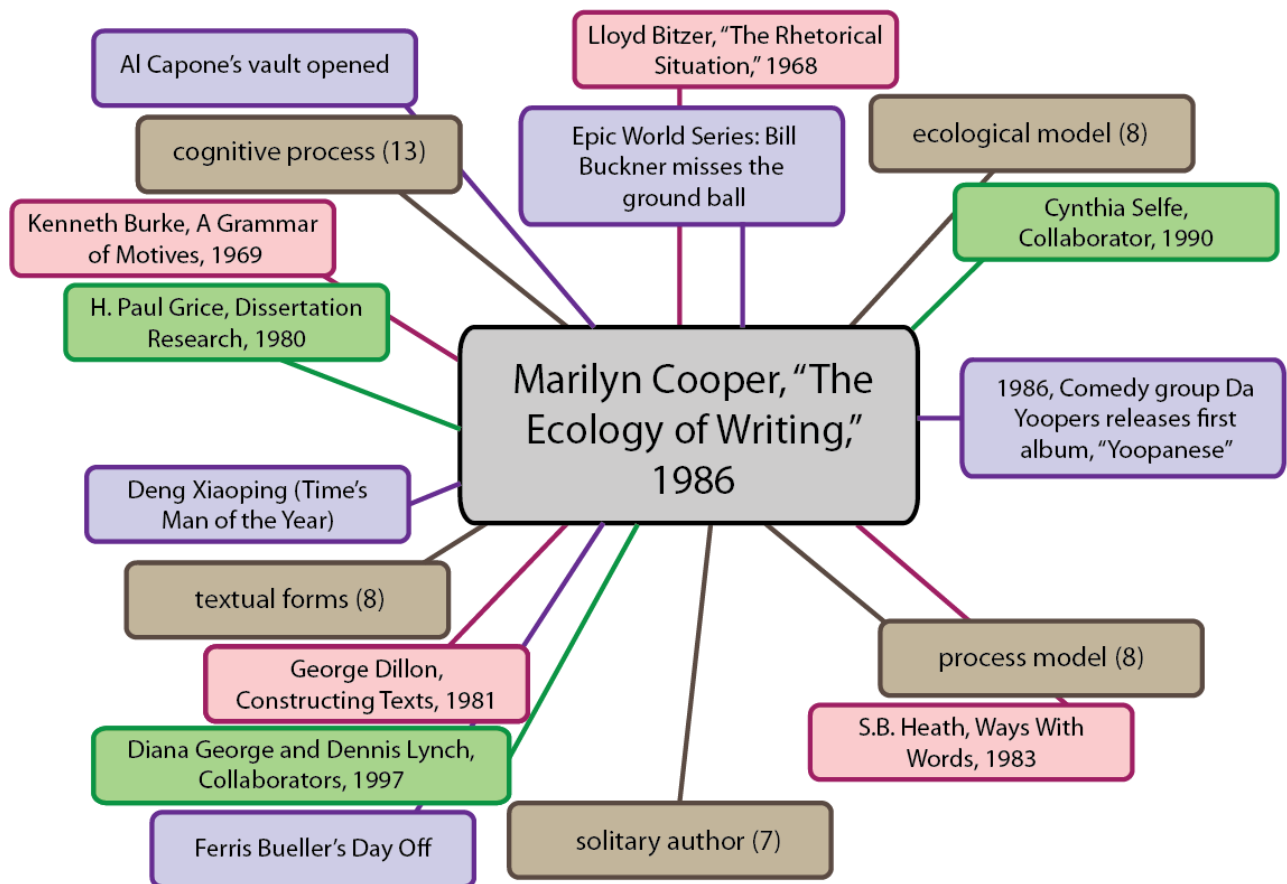 Lloyd Bitzer, “The Rhetorical
Situation,” 1968
Al Capone’s vault opened
cognitive process (13)
Epic World Series: Bill
Buckner misses the
ground ball
ecological model (8)
Kenneth Burke, A Grammar
of Motives, 1969
Cynthia Selfe,
Collaborator, 1990
H. Paul Grice, Dissertation
Research, 1980
Marilyn Cooper, “The
Ecology of Writing,”
1986
1986, Comedy group Da
Yoopers releases first
album, “Yoopanese”
Deng Xiaoping (Time’s
Man of the Year)
textual forms (8)
George Dillon,
Constructing Texts, 1981
process model (8)
S.B. Heath, Ways With
Words, 1983
Diana George and Dennis Lynch,
Collaborators, 1997
Ferris Bueller’s Day Off
solitary author (7)